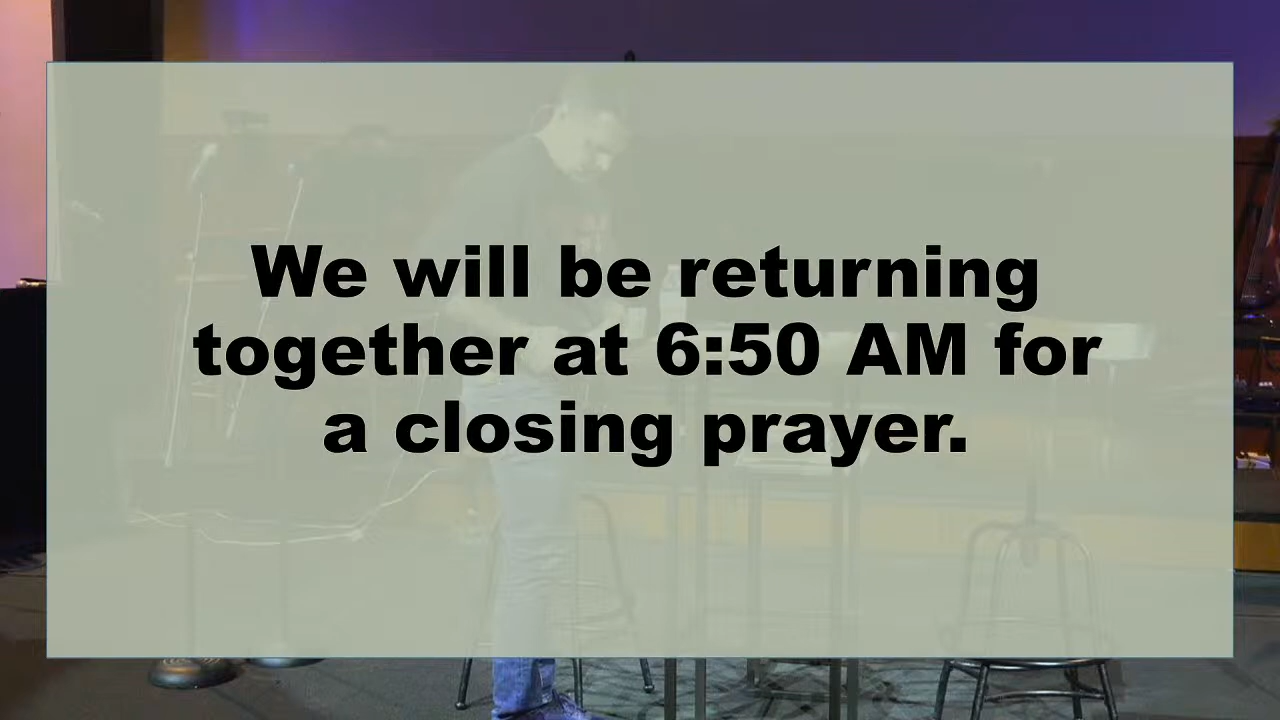 We will be returning
together at 6:50 AM for
a closing prayer.